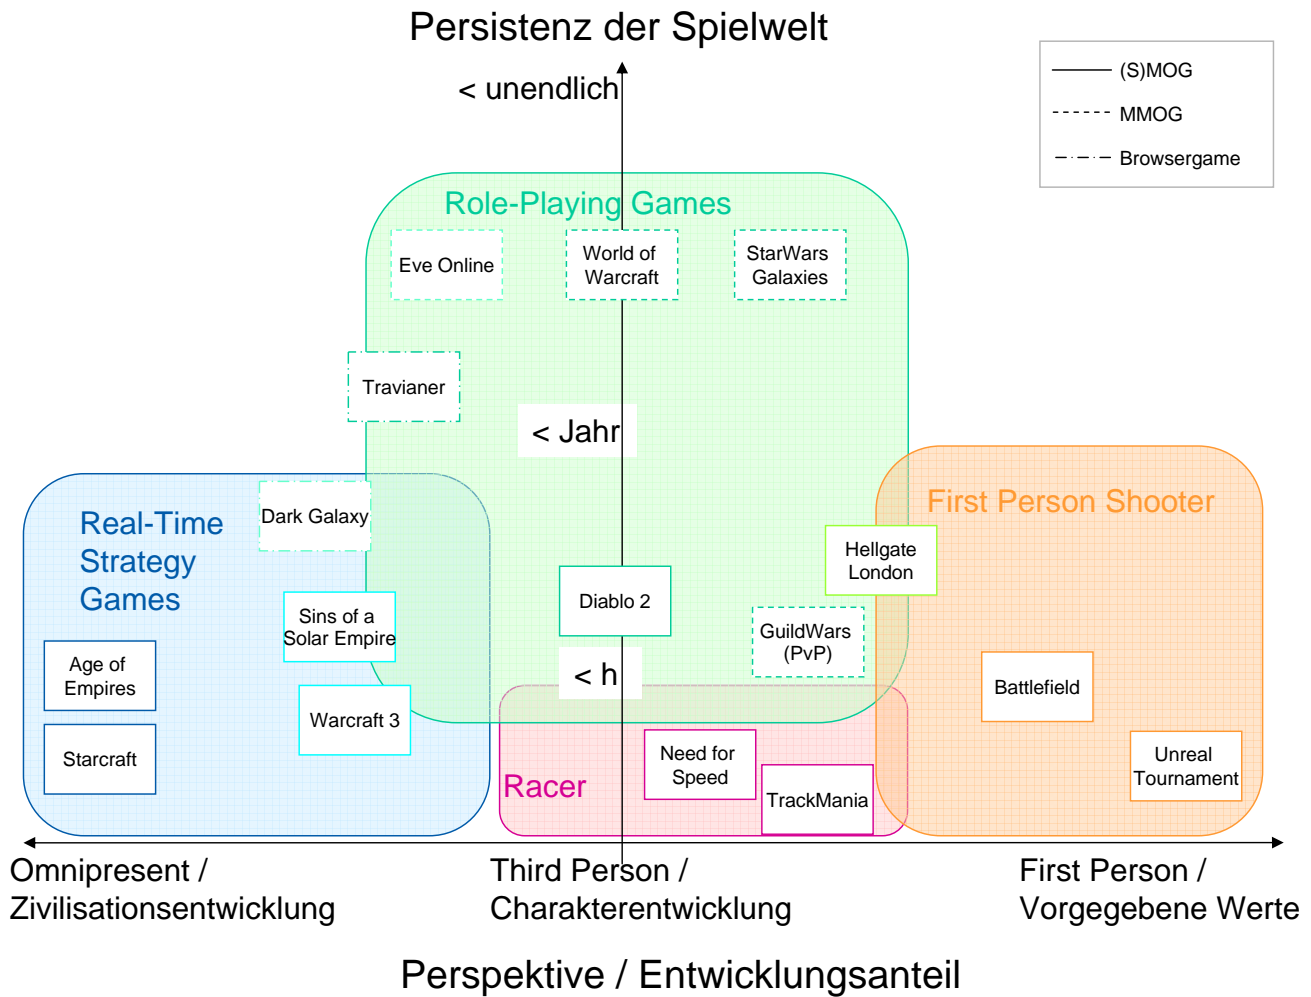 Persistenz der Spielwelt
< unendlich
(S)MOG
MMOG
Browsergame
Role-Playing Games
Eve Online
World of
Warcraft
StarWars
Galaxies
Travianer
< Jahr
Real-Time
Strategy
Games
Dark Galaxy
First Person Shooter
Hellgate
London
Diablo 2
Sins of a
Solar Empire
GuildWars
(PvP)
< h
Age of
Empires
Battlefield
Warcraft 3
Starcraft
Need for
Speed
Racer
TrackMania
Unreal
Tournament
Omnipresent /
Zivilisationsentwicklung
Third Person /
Charakterentwicklung
First Person /
Vorgegebene Werte
Perspektive / Entwicklungsanteil